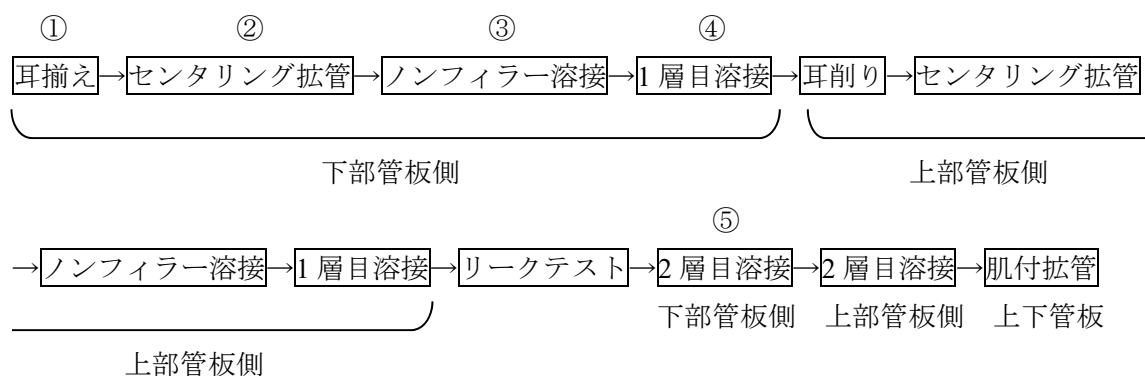 ① ② ③ ④
耳揃え→センタリング拡管→ノンフィラー溶接→1 層目溶接→耳削り→センタリング拡管
下部管板側 上部管板側
⑤
→ノンフィラー溶接→1 層目溶接→リークテスト→2 層目溶接→2 層目溶接→肌付拡管
下部管板側 上部管板側 上下管板
上部管板側